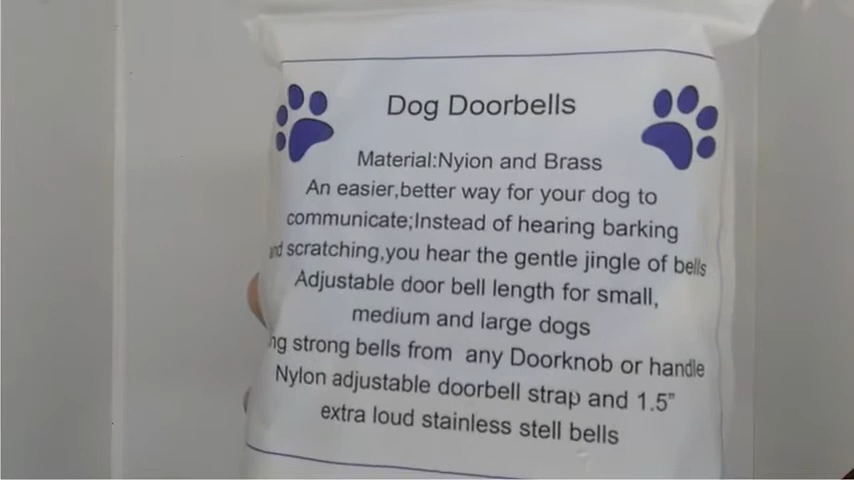 Dog Doorbells
Material:Nyion and Brass
An easier,better way for your dog to
communicate;Instead of hearing barking
scratching,you hear the gentle jingle of bells
Adjustable door bell length for small,
medium and large dogs
strong bells from any Doorknob or handle
Nylon adjustable doorbell strap and 1.5"
extra loud stainless stell bells